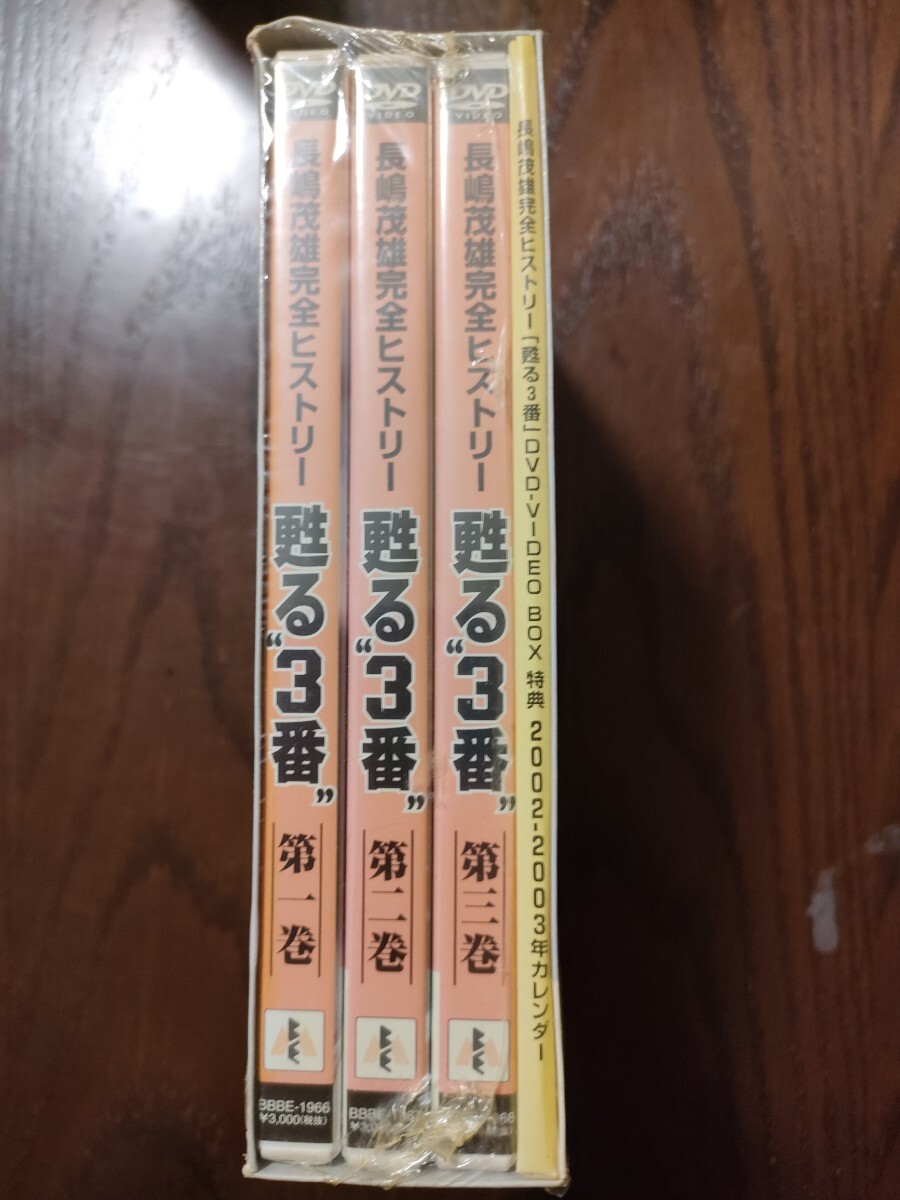 DVD
VIDEO
長嶋茂雄完全ヒストリー
甦る"3番"
第一巻
BBBE-1966
¥3,000(税抜)
DVD
VIDEO
長嶋茂雄完全ヒストリー
甦る"3番"
第二巻
DVD
VIDEO
長嶋茂雄完全ヒストリー
甦る"3番"
第三巻
長嶋茂雄完全ヒストリー「甦る3番」DVD-VIDEO BOX 特典 2002-2003年カレンダー